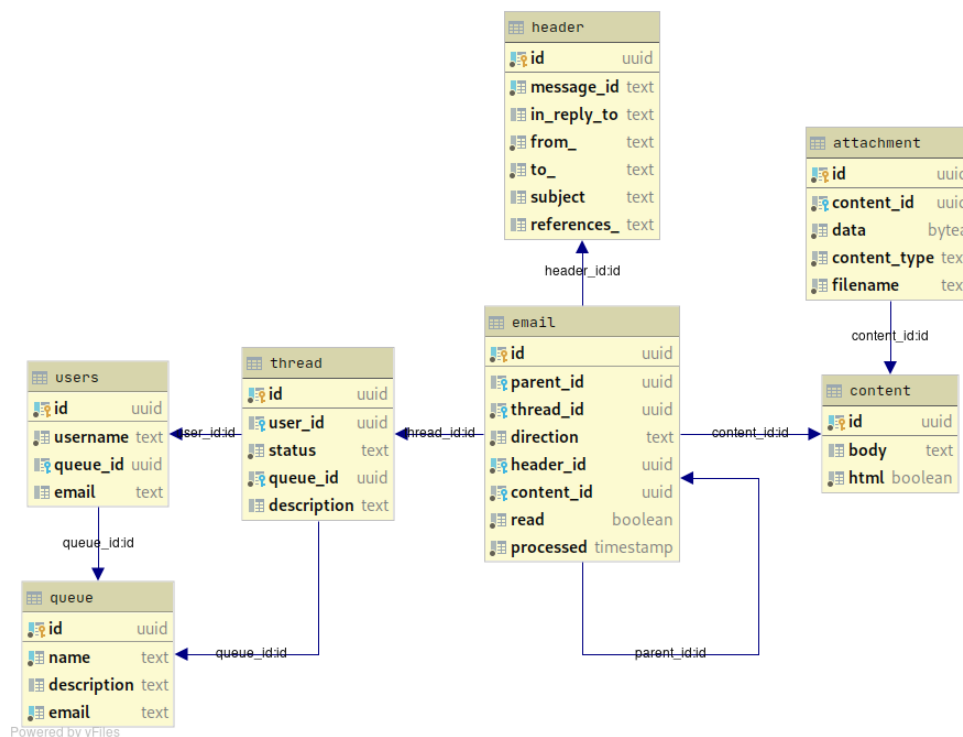 header
id uuid
message_id text
in_reply_to text
from_ text
to_ text
subject text
references_ text
attachment
id
content_id
data
content_type
filename
header_id:id
content_id:id
email
id uuid
parent_id uuid
thread_id uuid
direction text
header_id uuid
content_id uuid
read boolean
processed timestamp
thread
id uuid
user_id uuid
status text
queue_id uuid
description text
users
id uuid
username text
queue_id uuid
email text
content
id uuid
body text
html boolean
content_id:id
queue_id:id
queue
id uuid
name text
description text
email text
queue_id:id
parent_id:id
Powered by yFiles